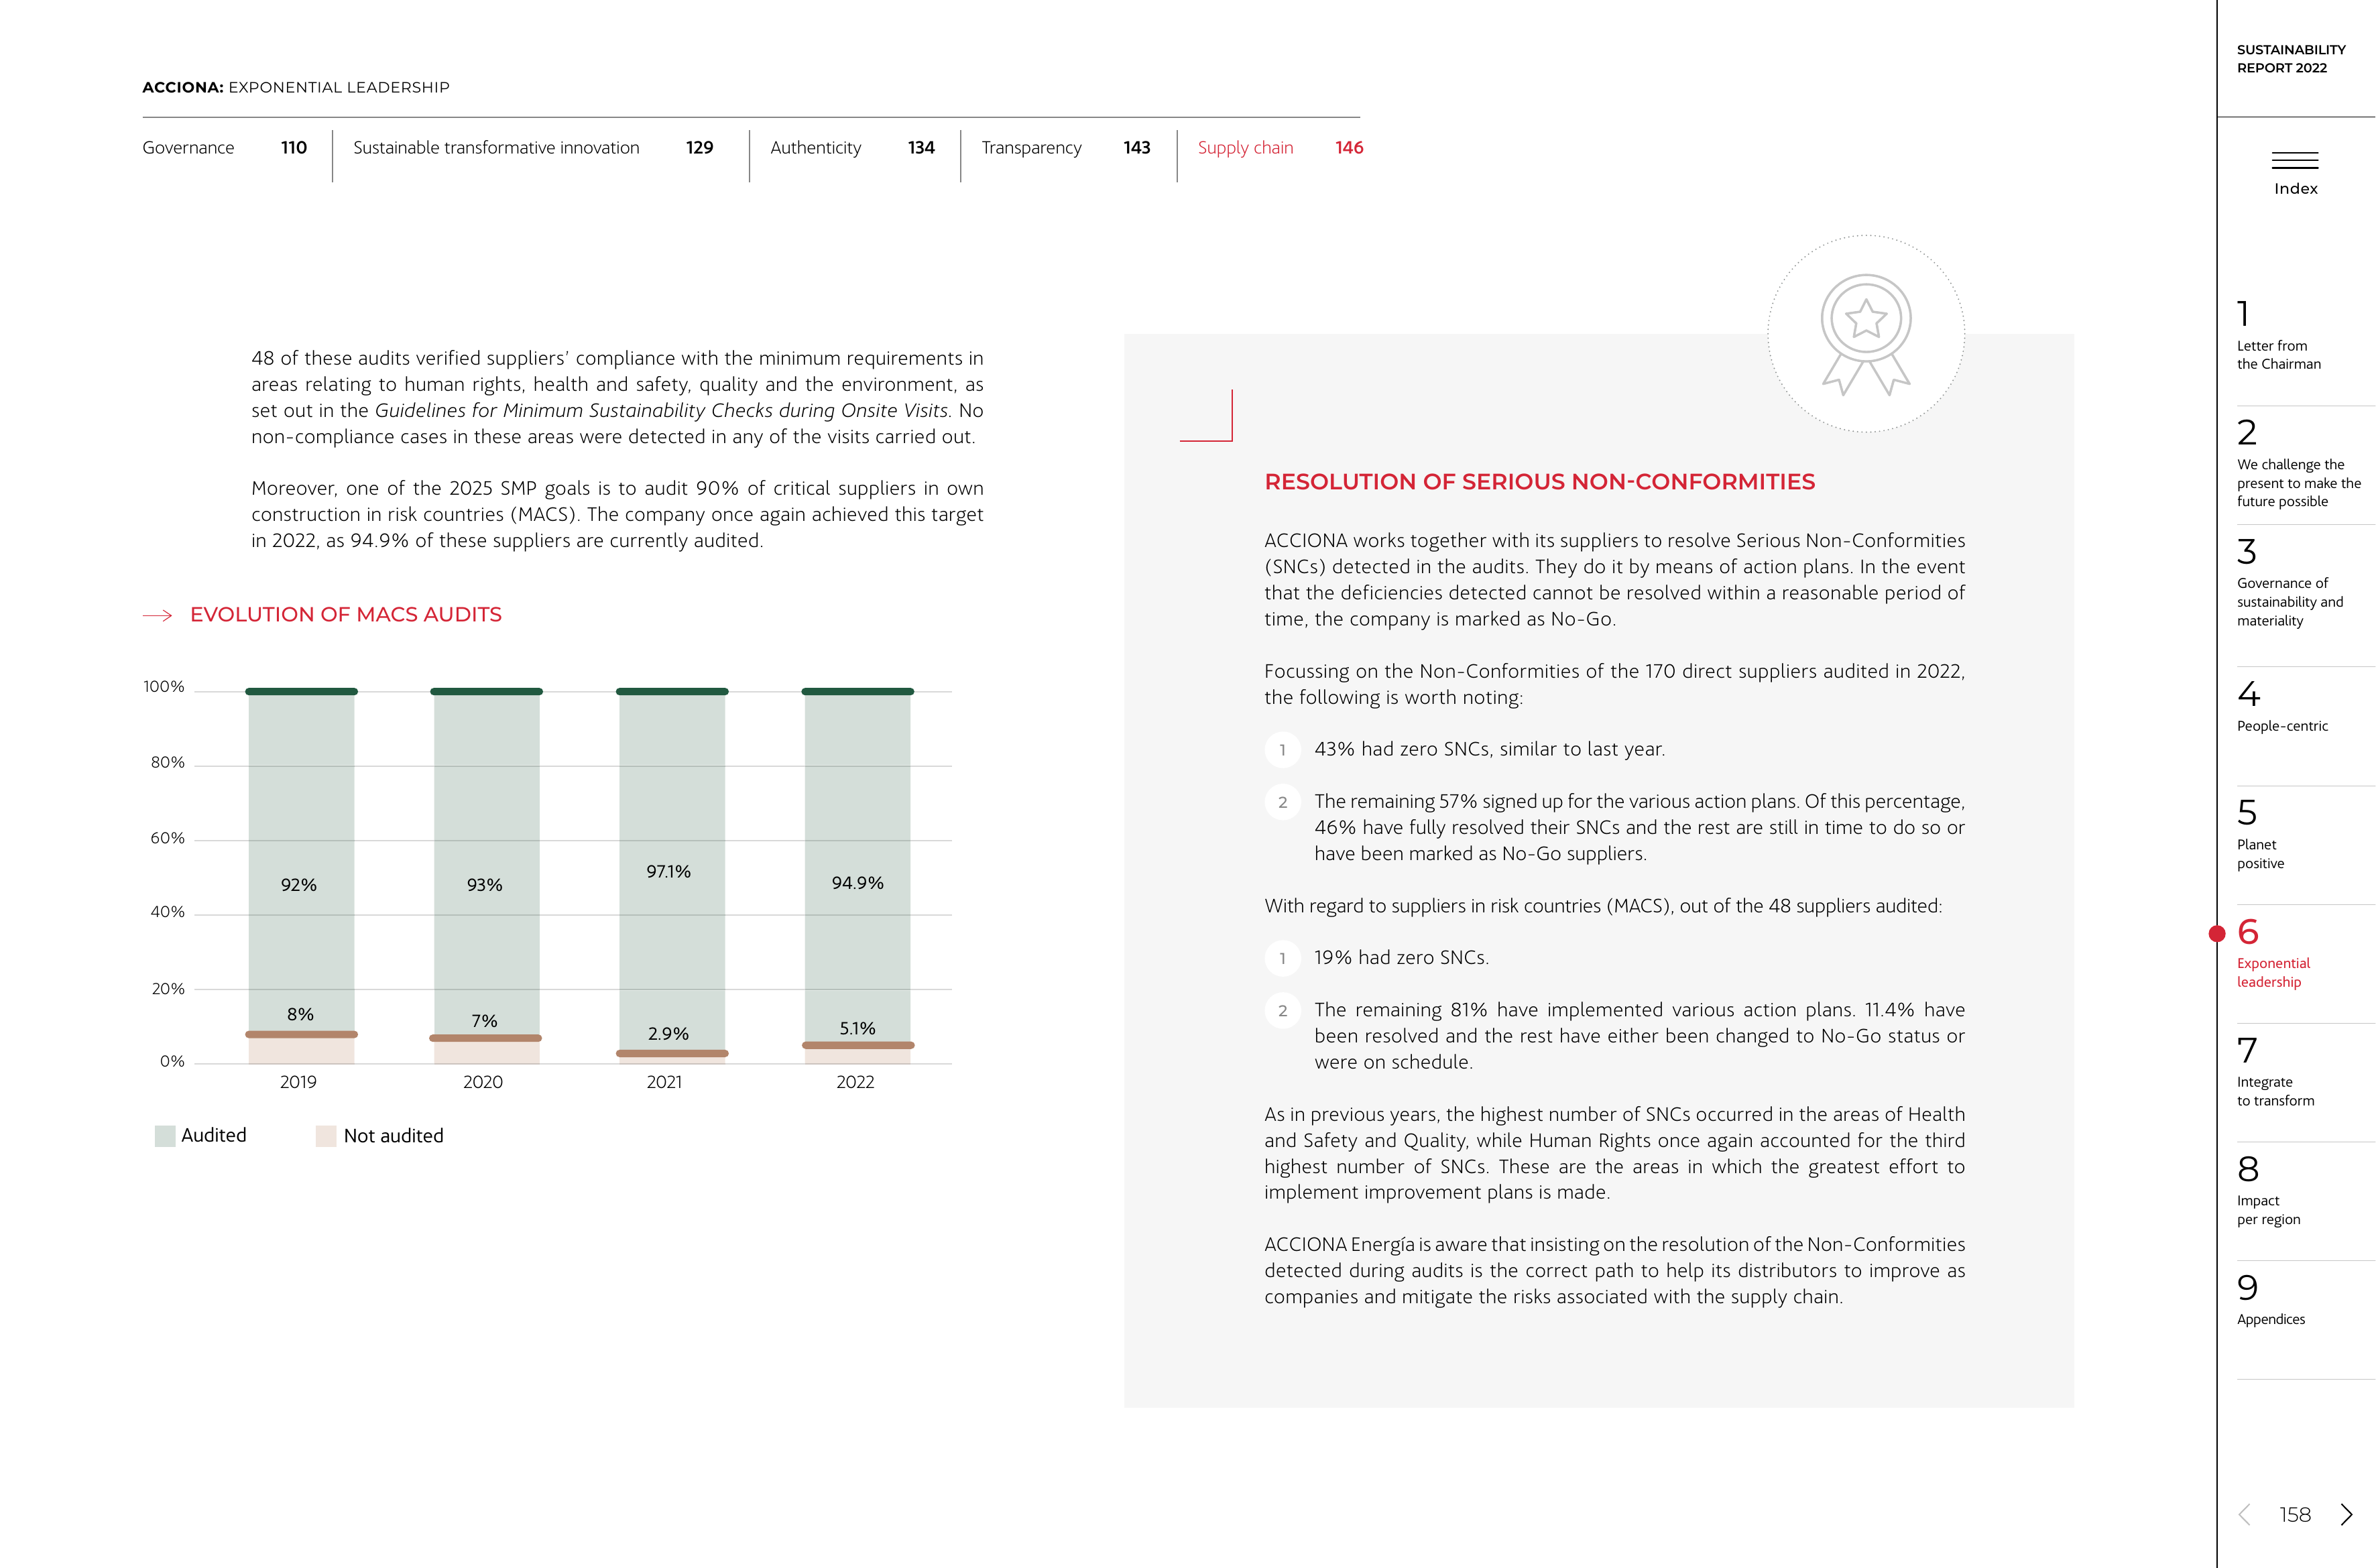 ACCIONA: EXPONENTIAL LEADERSHIP
Governance 110 Sustainable transformative innovation 129 Authenticity 134 Transparency 143 Supply chain 146
48 of these audits verified suppliers’ compliance with the minimum requirements in
areas relating to human rights, health and safety, quality and the environment, as
set out in the Guidelines for Minimum Sustainability Checks during Onsite Visits. No
non-compliance cases in these areas were detected in any of the visits carried out.
Moreover, one of the 2025 SMP goals is to audit 90% of critical suppliers in own
construction in risk countries (MACS). The company once again achieved this target
in 2022, as 94.9% of these suppliers are currently audited.
EVOLUTION OF MACS AUDITS
100%
80%
60%
40%
20%
0%
92% 93% 97.1% 94.9%
8% 7% 2.9% 5.1%
2019 2020 2021 2022
Audited Not audited
RESOLUTION OF SERIOUS NON-CONFORMITIES
ACCIONA works together with its suppliers to resolve Serious Non-Conformities
(SNCs) detected in the audits. They do it by means of action plans. In the event
that the deficiencies detected cannot be resolved within a reasonable period of
time, the company is marked as No-Go.
Focussing on the Non-Conformities of the 170 direct suppliers audited in 2022,
the following is worth noting:
1 43% had zero SNCs, similar to last year.
2 The remaining 57% signed up for the various action plans. Of this percentage,
46% have fully resolved their SNCs and the rest are still in time to do so or
have been marked as No-Go suppliers.
With regard to suppliers in risk countries (MACS), out of the 48 suppliers audited:
1 19% had zero SNCs.
2 The remaining 81% have implemented various action plans. 11.4% have
been resolved and the rest have either been changed to No-Go status or
were on schedule.
As in previous years, the highest number of SNCs occurred in the areas of Health
and Safety and Quality, while Human Rights once again accounted for the third
highest number of SNCs. These are the areas in which the greatest effort to
implement improvement plans is made.
ACCIONA Energía is aware that insisting on the resolution of the Non-Conformities
detected during audits is the correct path to help its distributors to improve as
companies and mitigate the risks associated with the supply chain.
SUSTAINABILITY
REPORT 2022
Index
1
Letter from
the Chairman
2
We challenge the
present to make the
future possible
3
Governance of
sustainability and
materiality
4
People-centric
5
Planet
positive
6
Exponential
leadership
7
Integrate
to transform
8
Impact
per region
9
Appendices
158